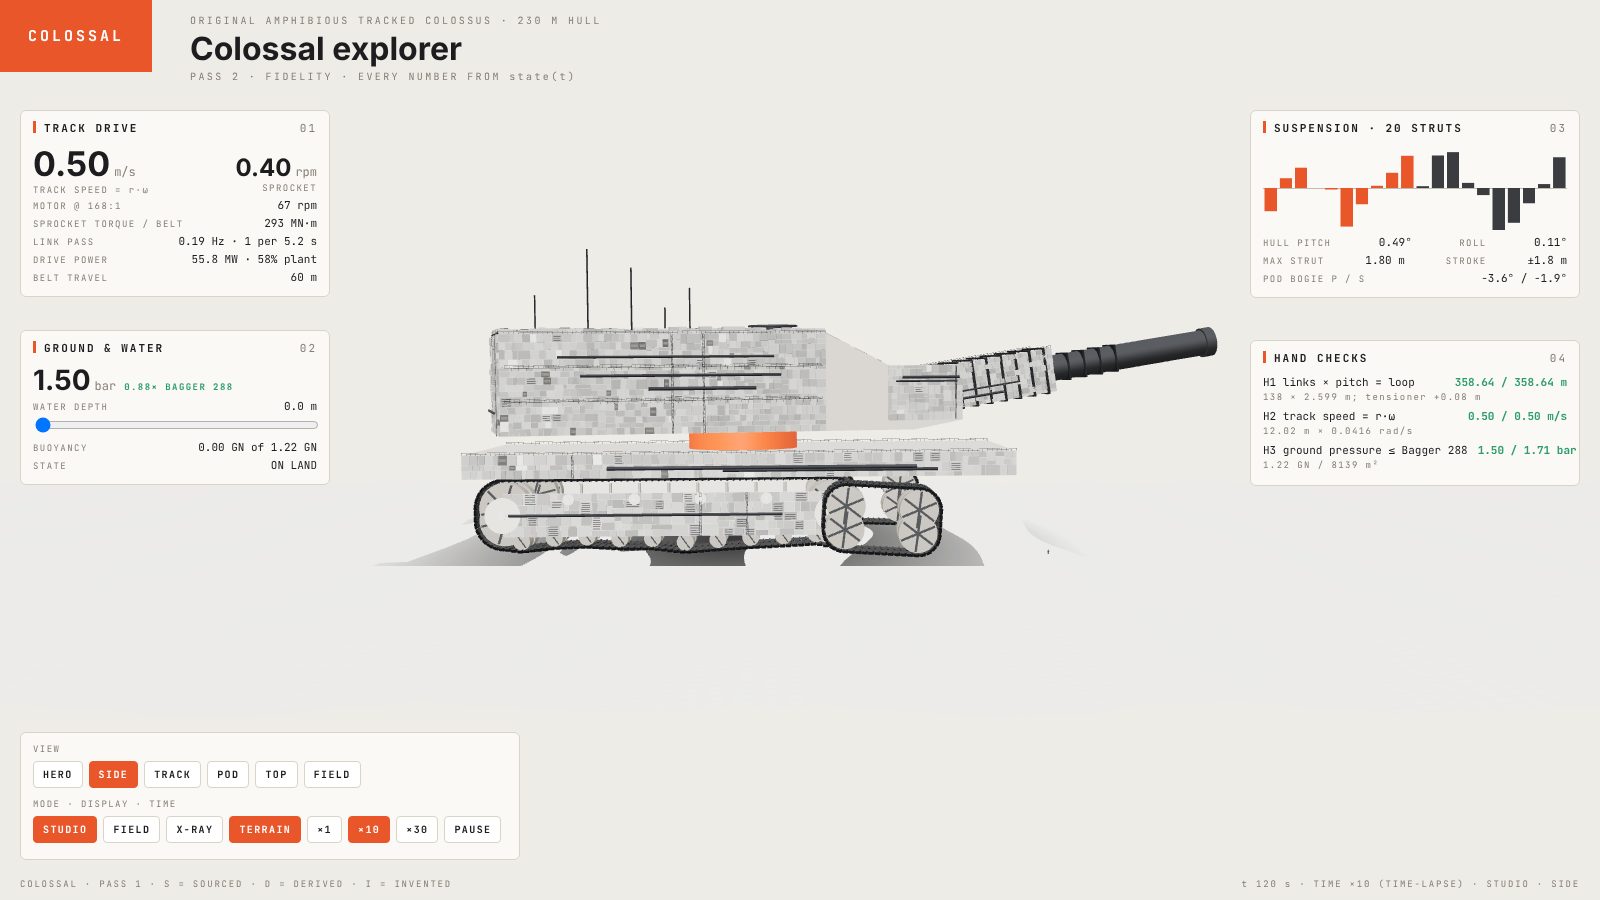 COLOSSAL
ORIGINAL AMPHIBIOUS TRACKED COLOSSUS · 230 M HULL
Colossal explorer
PASS 2 · FIDELITY · EVERY NUMBER FROM state(t)
TRACK DRIVE 01
0.50 m/s 0.40 rpm
TRACK SPEED = r·ω SPROCKET
MOTOR @ 168:1 67 rpm
SPROCKET TORQUE / BELT 293 MN·m
LINK PASS 0.19 Hz · 1 per 5.2 s
DRIVE POWER 55.8 MW · 58% plant
BELT TRAVEL 60 m
GROUND & WATER 02
1.50 bar 0.88× BAGGER 288
WATER DEPTH 0.0 m
BUOYANCY 0.00 GN of 1.22 GN
STATE ON LAND
SUSPENSION · 20 STRUTS 03
HULL PITCH 0.49° ROLL 0.11°
MAX STRUT 1.80 m STROKE ±1.8 m
POD BOGIE P / S -3.6° / -1.9°
HAND CHECKS 04
H1 links × pitch = loop 358.64 / 358.64 m
138 × 2.599 m; tensioner +0.08 m
H2 track speed = r·ω 0.50 / 0.50 m/s
12.02 m × 0.0416 rad/s
H3 ground pressure ≤ Bagger 288 1.50 / 1.71 bar
1.22 GN / 8139 m²
VIEW
HERO SIDE TRACK POD TOP FIELD
MODE · DISPLAY · TIME
STUDIO FIELD X-RAY TERRAIN ×1 ×10 ×30 PAUSE
COLOSSAL · PASS 1 · S = SOURCED · D = DERIVED · I = INVENTED
t 120 s · TIME ×10 (TIME-LAPSE) · STUDIO · SIDE